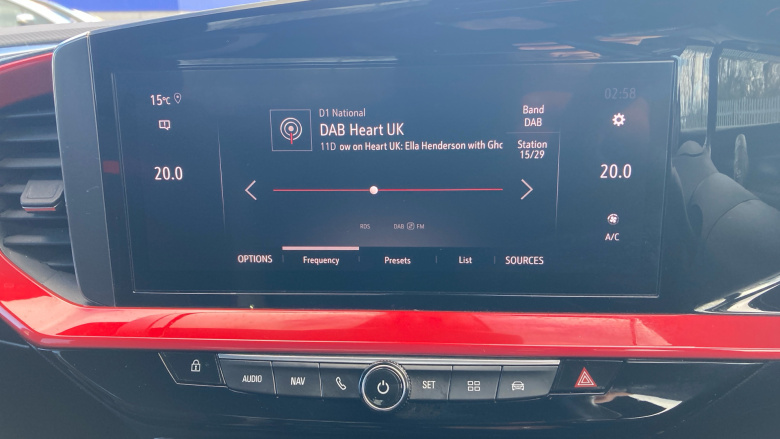 15°C
02:58
D1 National
DAB Heart UK
11D ow on Heart UK: Ella Henderson with Ghc
Band
DAB
Station
15/29
20.0
20.0
RDS DAB FM
A/C
OPTIONS Frequency Presets List SOURCES
AUDIO NAV SET